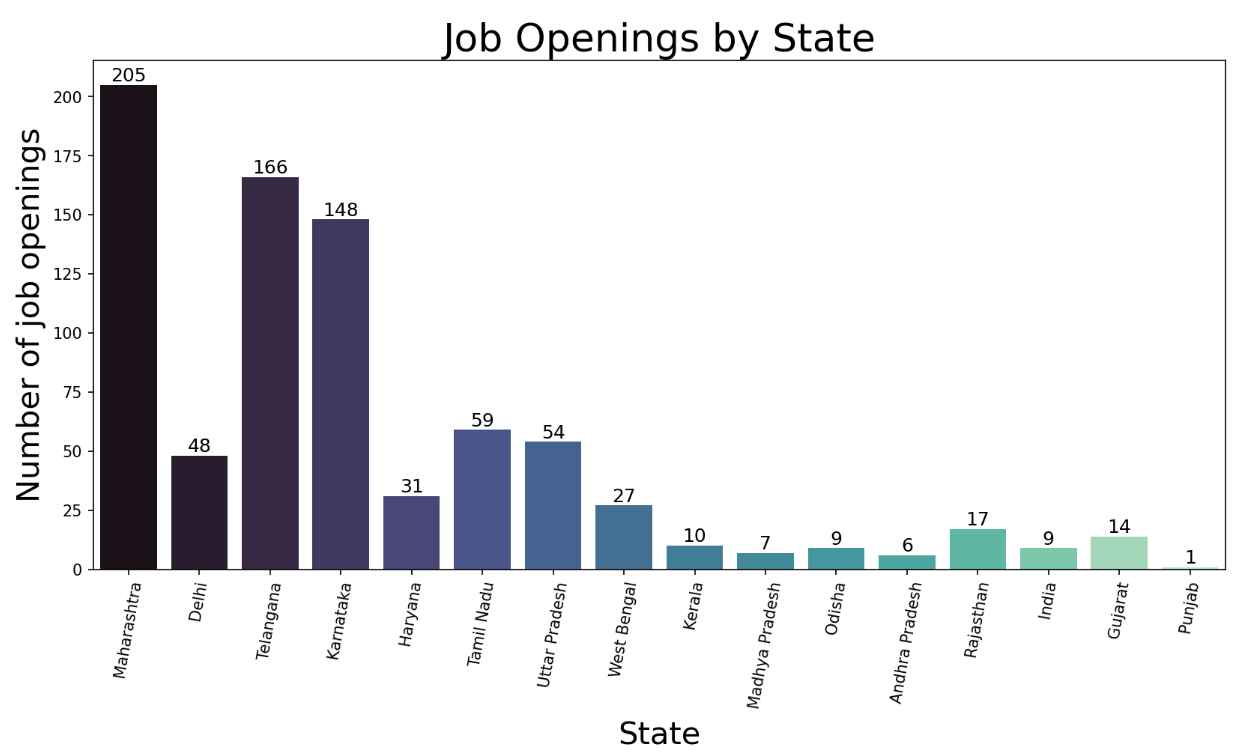 Job Openings by State
Number of job openings
200
175
150
125
100
75
50
25
0
205
48
166
148
31
59
54
27
10
7
9
6
17
9
14
1
Maharashtra
Delhi
Telangana
Karnataka
Haryana
Tamil Nadu
Uttar Pradesh
West Bengal
Kerala
Madhya Pradesh
Odisha
Andhra Pradesh
Rajasthan
India
Gujarat
Punjab
State